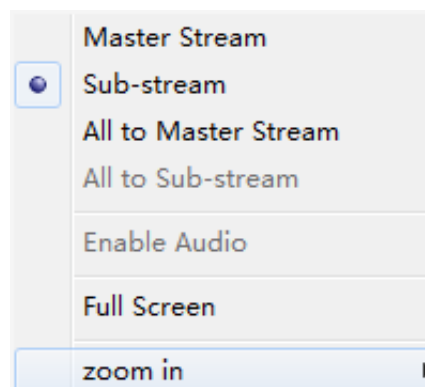 Master Stream
Sub-stream
All to Master Stream
All to Sub-stream
Enable Audio
Full Screen
zoom in